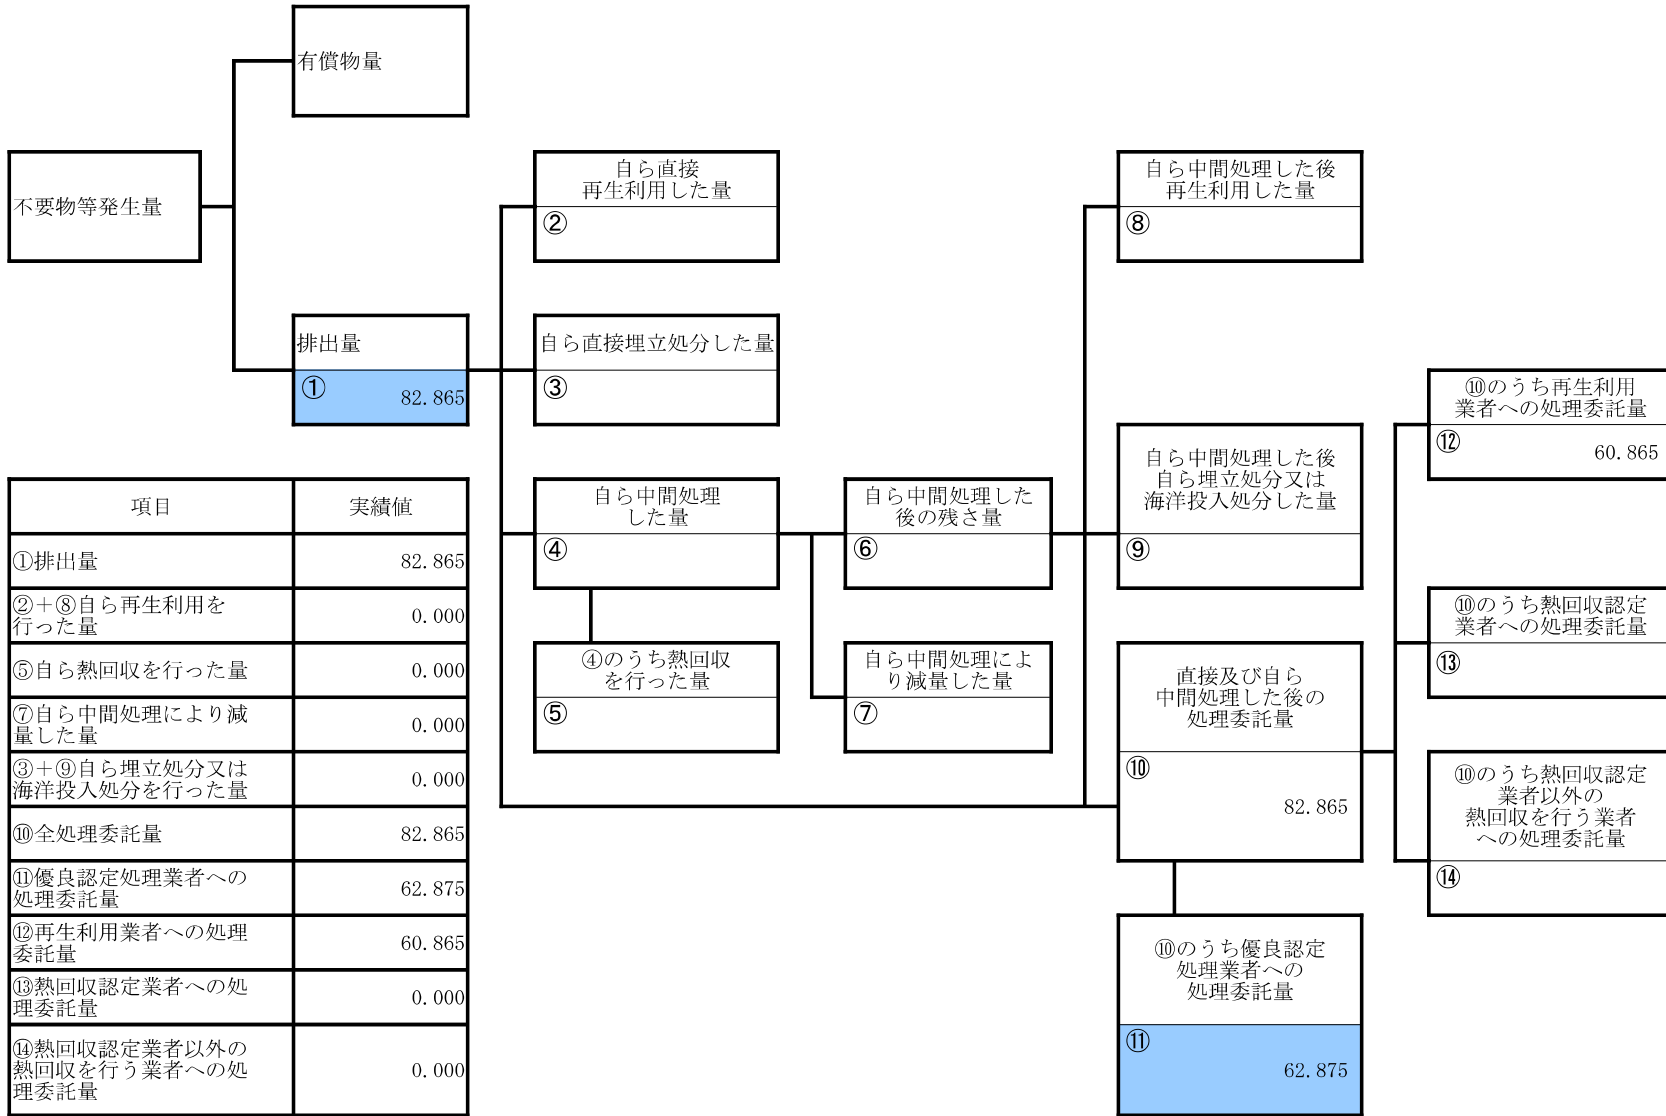 有償物量
不要物等発生量
自ら直接
再生利用した量
②
自ら中間処理した後
再生利用した量
⑧
排出量
①
82.865
自ら直接埋立処分した量
③
⑩のうち再生利用
業者への処理委託量
⑫
60.865
自ら中間処理
した量
④
自ら中間処理した
後の残さ量
⑥
自ら中間処理した後
自ら埋立処分又は
海洋投入処分した量
⑨
⑩のうち熱回収認定
業者への処理委託量
⑬
④のうち熱回収
を行った量
⑤
自ら中間処理によ
り減量した量
⑦
直接及び自ら
中間処理した後の
処理委託量
⑩
82.865
⑩のうち熱回収認定
業者以外の
熱回収を行う業者
への処理委託量
⑭
⑩のうち優良認定
処理業者への
処理委託量
⑪
62.875
項目 実績値
①排出量 82.865
②+⑧自ら再生利用を
行った量 0.000
⑤自ら熱回収を行った量 0.000
⑦自ら中間処理により減
量した量 0.000
③+⑨自ら埋立処分又は
海洋投入処分を行った量 0.000
⑩全処理委託量 82.865
⑪優良認定処理業者への
処理委託量 62.875
⑫再生利用業者への処理
委託量 60.865
⑬熱回収認定業者への処
理委託量 0.000
⑭熱回収認定業者以外の
熱回収を行う業者への処
理委託量 0.000